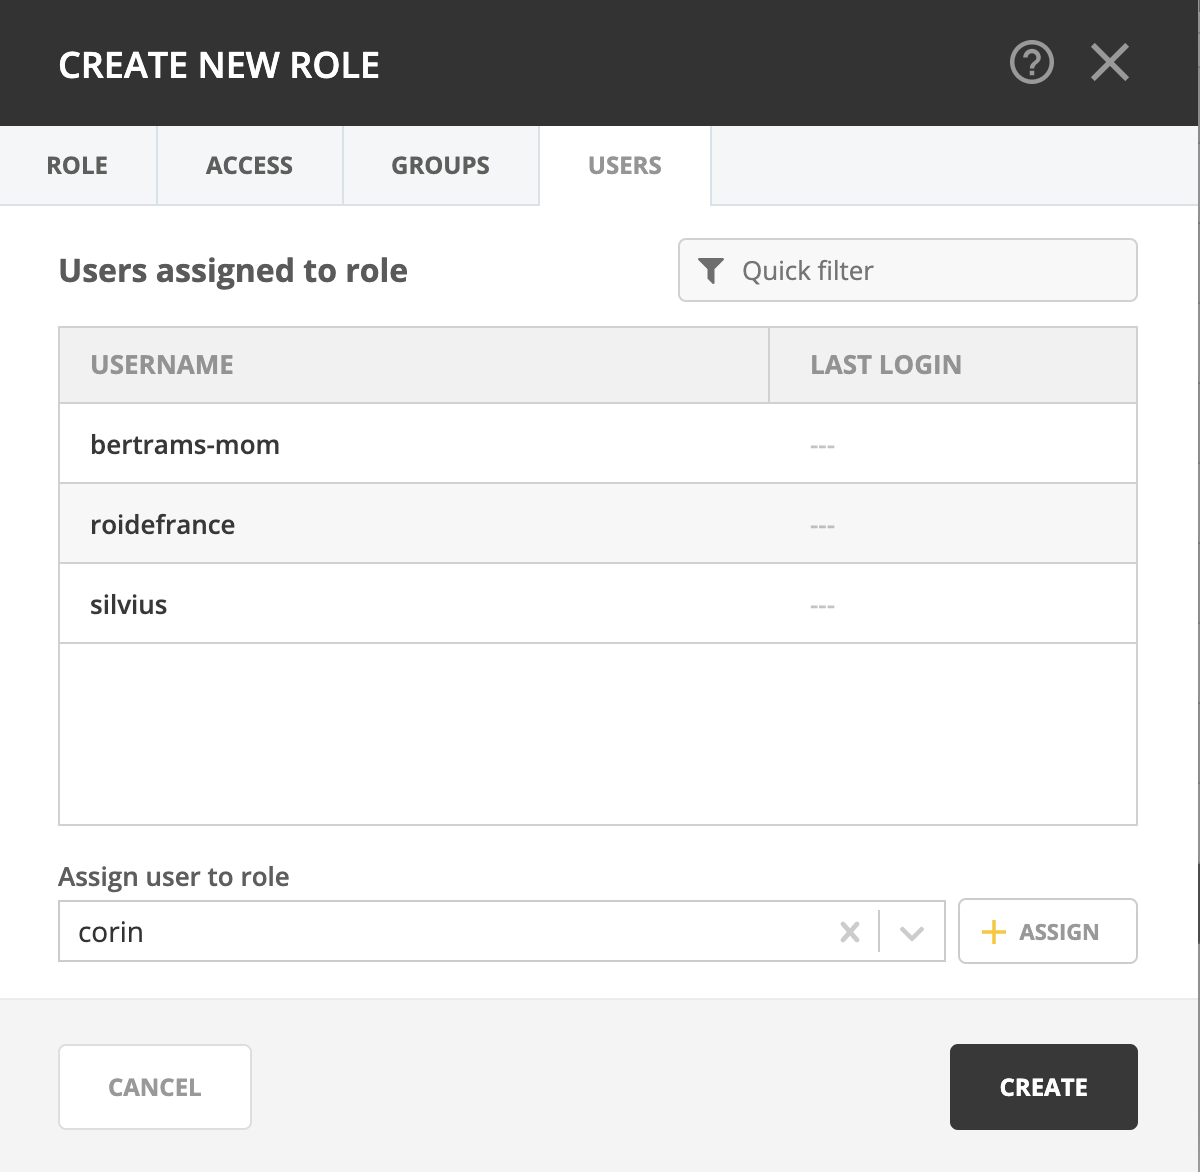 CREATE NEW ROLE
ROLE ACCESS GROUPS USERS
Users assigned to role Quick filter
USERNAME LAST LOGIN
bertrams-mom ---
roidefrance ---
silvius ---
Assign user to role
corin ASSIGN
CANCEL CREATE